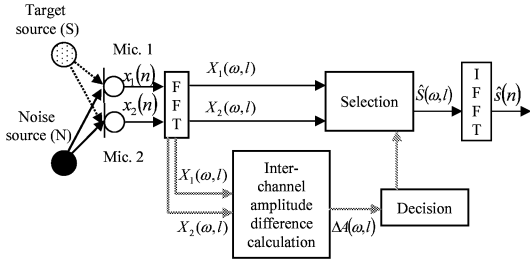 Target
source (S)
Mic. 1
x₁(n)
x₂(n)
Noise
source (N)
Mic. 2
F
F
T
X₁(ω,l)
X₂(ω,l)
Selection
Ŝ(ω,l)
I
F
F
T
ŝ(n)
X₁(ω,l)
X₂(ω,l)
Inter-
channel
amplitude
difference
calculation
ΔA(ω,l)
Decision